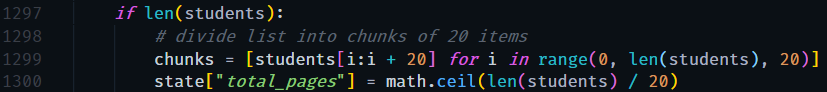 1297 if len(students):
1298 # divide list into chunks of 20 items
1299 chunks = [students[i:i + 20] for i in range(0, len(students), 20)]
1300 state["total_pages"] = math.ceil(len(students) / 20)